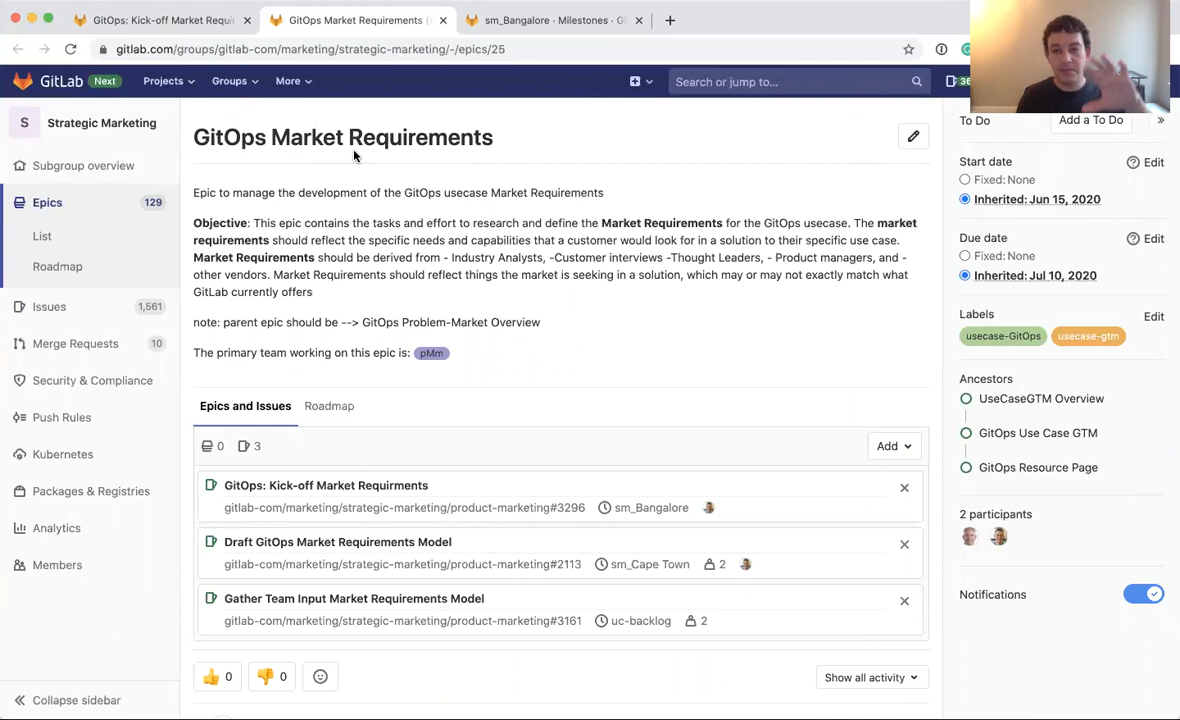 GitOps: Kick-off Market Requi
GitOps Market Requirements (
sm_Bangalore · Milestones · Gi
gitlab.com/groups/gitlab-com/marketing/strategic-marketing/-/epics/25
GitLab Next Projects Groups More Search or jump to... 36
S Strategic Marketing
Subgroup overview
Epics 129
List
Roadmap
Issues 1,561
Merge Requests 10
Security & Compliance
Push Rules
Kubernetes
Packages & Registries
Analytics
Members
Collapse sidebar
GitOps Market Requirements
Epic to manage the development of the GitOps usecase Market Requirements
Objective: This epic contains the tasks and effort to research and define the Market Requirements for the GitOps usecase. The market
requirements should reflect the specific needs and capabilities that a customer would look for in a solution to their specific use case.
Market Requirements should be derived from - Industry Analysts, -Customer interviews -Thought Leaders, - Product managers, and -
other vendors. Market Requirements should reflect things the market is seeking in a solution, which may or may not exactly match what
GitLab currently offers
note: parent epic should be --> GitOps Problem-Market Overview
The primary team working on this epic is: pMm
Epics and Issues Roadmap
0 3 Add
GitOps: Kick-off Market Requirments
gitlab-com/marketing/strategic-marketing/product-marketing#3296 sm_Bangalore
Draft GitOps Market Requirements Model
gitlab-com/marketing/strategic-marketing/product-marketing#2113 sm_Cape Town 2
Gather Team Input Market Requirements Model
gitlab-com/marketing/strategic-marketing/product-marketing#3161 uc-backlog 2
0 0 Show all activity
To Do Add a To Do
Start date Edit
Fixed: None
Inherited: Jun 15, 2020
Due date Edit
Fixed: None
Inherited: Jul 10, 2020
Labels Edit
usecase-GitOps usecase-gtm
Ancestors
UseCaseGTM Overview
GitOps Use Case GTM
GitOps Resource Page
2 participants
Notifications